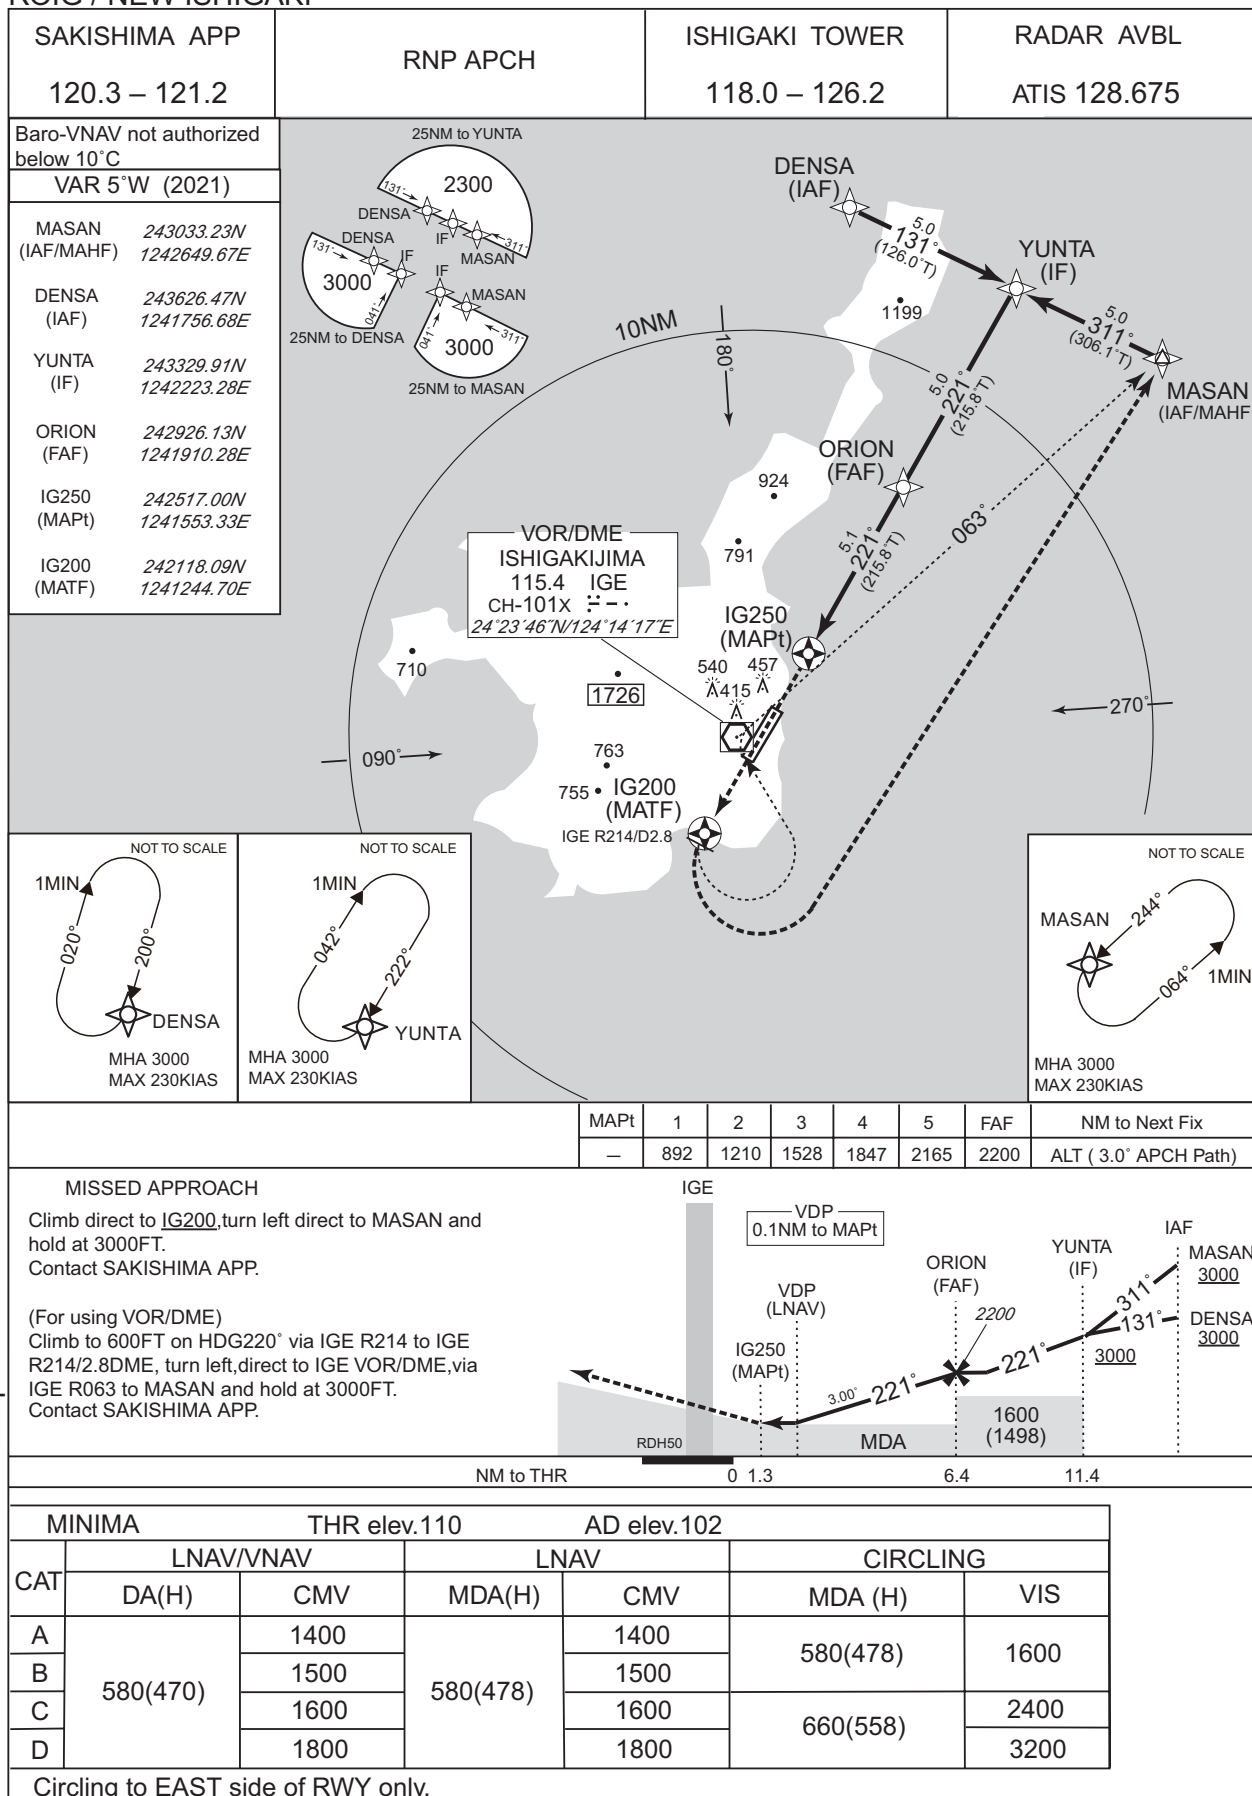 ROIG / NEW ISHIGAKI
SAKISHIMA APP
120.3 – 121.2
RNP APCH
ISHIGAKI TOWER
118.0 – 126.2
RADAR AVBL
ATIS 128.675
Baro-VNAV not authorized
below 10˚C
VAR 5˚W (2021)
MASAN
(IAF/MAHF)
243033.23N
1242649.67E
DENSA
(IAF)
243626.47N
1241756.68E
YUNTA
(IF)
243329.91N
1242223.28E
ORION
(FAF)
242926.13N
1241910.28E
IG250
(MAPt)
242517.00N
1241553.33E
IG200
(MATF)
242118.09N
1241244.70E
25NM to YUNTA
2300
131˚
DENSA
IF
MASAN
311˚
131˚
DENSA
IF
3000
041˚
25NM to DENSA
IF
MASAN
041˚
311˚
3000
25NM to MASAN
DENSA
(IAF)
5.0
131˚
(126.0˚T)
YUNTA
(IF)
5.0
311˚
(306.1˚T)
MASAN
(IAF/MAHF
1199
10NM
180˚
5.0
221˚
(215.8˚T)
ORION
(FAF)
924
791
063˚
5.1
221˚
(215.8˚T)
VOR/DME
ISHIGAKIJIMA
115.4 IGE
CH-101X
24˚23´46˝N/124˚14´17˝E
IG250
(MAPt)
710
1726
540
457
415
270˚
090˚
763
755
IG200
(MATF)
IGE R214/D2.8
NOT TO SCALE
1MIN
020˚
200˚
DENSA
MHA 3000
MAX 230KIAS
NOT TO SCALE
1MIN
042˚
222˚
YUNTA
MHA 3000
MAX 230KIAS
NOT TO SCALE
MASAN
244˚
064˚
1MIN
MHA 3000
MAX 230KIAS
MAPt 1 2 3 4 5 FAF NM to Next Fix
– 892 1210 1528 1847 2165 2200 ALT ( 3.0˚ APCH Path)
MISSED APPROACH
Climb direct to IG200,turn left direct to MASAN and
hold at 3000FT.
Contact SAKISHIMA APP.
(For using VOR/DME)
Climb to 600FT on HDG220˚ via IGE R214 to IGE
R214/2.8DME, turn left,direct to IGE VOR/DME,via
IGE R063 to MASAN and hold at 3000FT.
Contact SAKISHIMA APP.
IGE
VDP
0.1NM to MAPt
VDP
(LNAV)
IG250
(MAPt)
ORION
(FAF)
2200
YUNTA
(IF)
IAF
MASAN
3000
DENSA
3000
311˚
131˚
3000
221˚
3.00˚
221˚
RDH50
MDA
1600
(1498)
NM to THR 0 1.3 6.4 11.4
MINIMA THR elev.110 AD elev.102
CAT LNAV/VNAV LNAV CIRCLING
DA(H) CMV MDA(H) CMV MDA (H) VIS
A 580(470) 1400 580(478) 1400 580(478) 1600
B 1500 1500
C 1600 1600 660(558) 2400
D 1800 1800 3200
Circling to EAST side of RWY only.